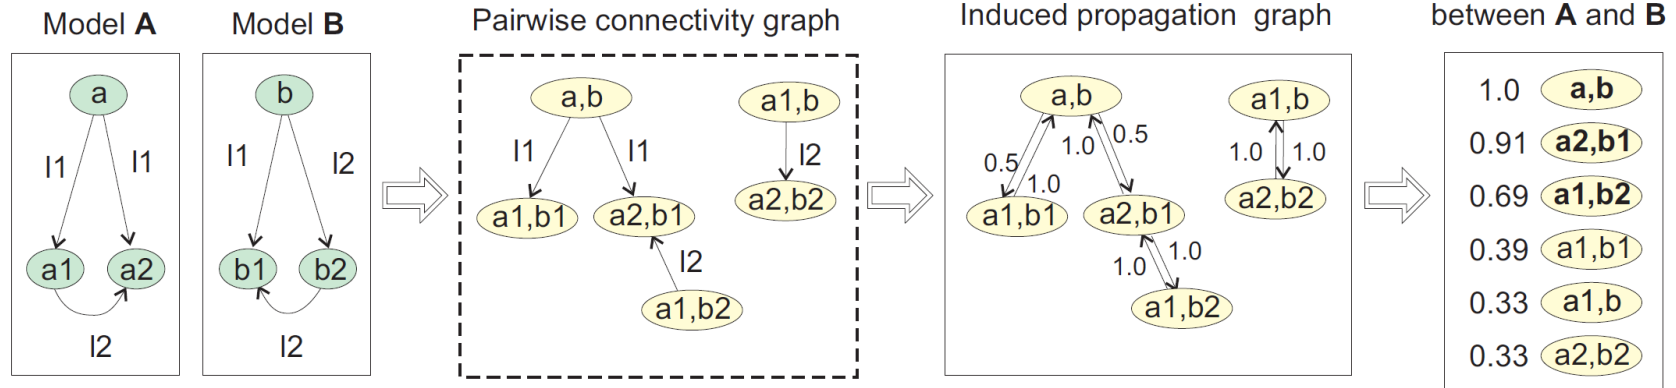 Model A
Model B
Pairwise connectivity graph
Induced propagation graph
between A and B
a
l1
l1
a1
a2
l2
b
l1
l2
b1
b2
l2
a,b
l1
l1
a1,b1
a2,b1
l2
a1,b2
a1,b
l2
a2,b2
a,b
0.5
1.0
1.0
0.5
a1,b1
a2,b1
1.0
1.0
a1,b2
a1,b
1.0
1.0
a2,b2
1.0 a,b
0.91 a2,b1
0.69 a1,b2
0.39 a1,b1
0.33 a1,b
0.33 a2,b2